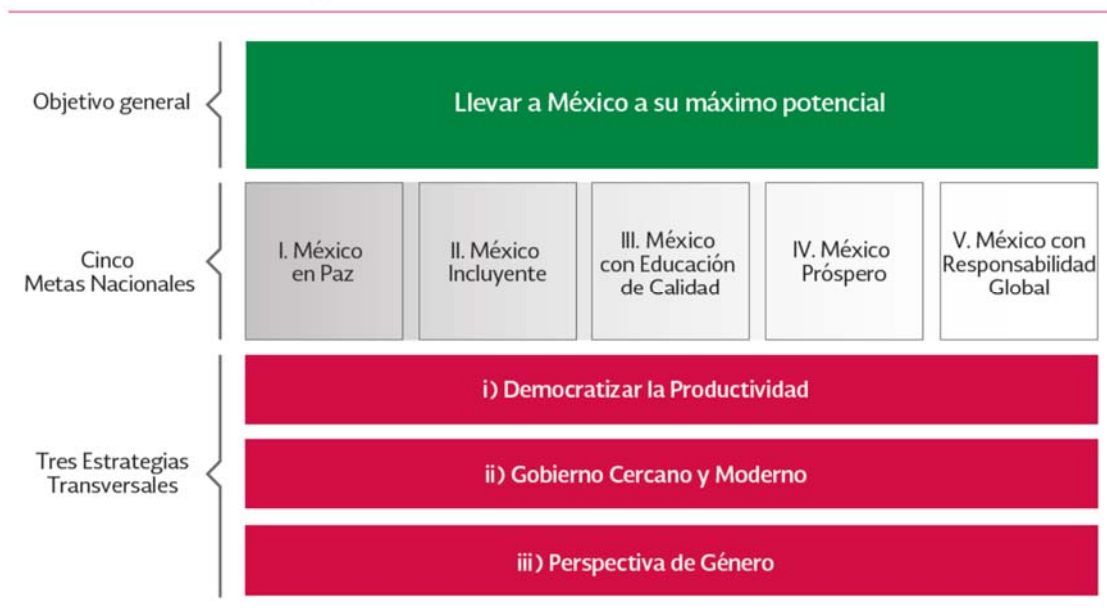 Objetivo general
Llevar a México a su máximo potencial
Cinco
Metas Nacionales
I. México
en Paz
II. México
Incluyente
III. México
con Educación
de Calidad
IV. México
Próspero
V. México con
Responsabilidad
Global
Tres Estrategias
Transversales
i) Democratizar la Productividad
ii) Gobierno Cercano y Moderno
iii) Perspectiva de Género